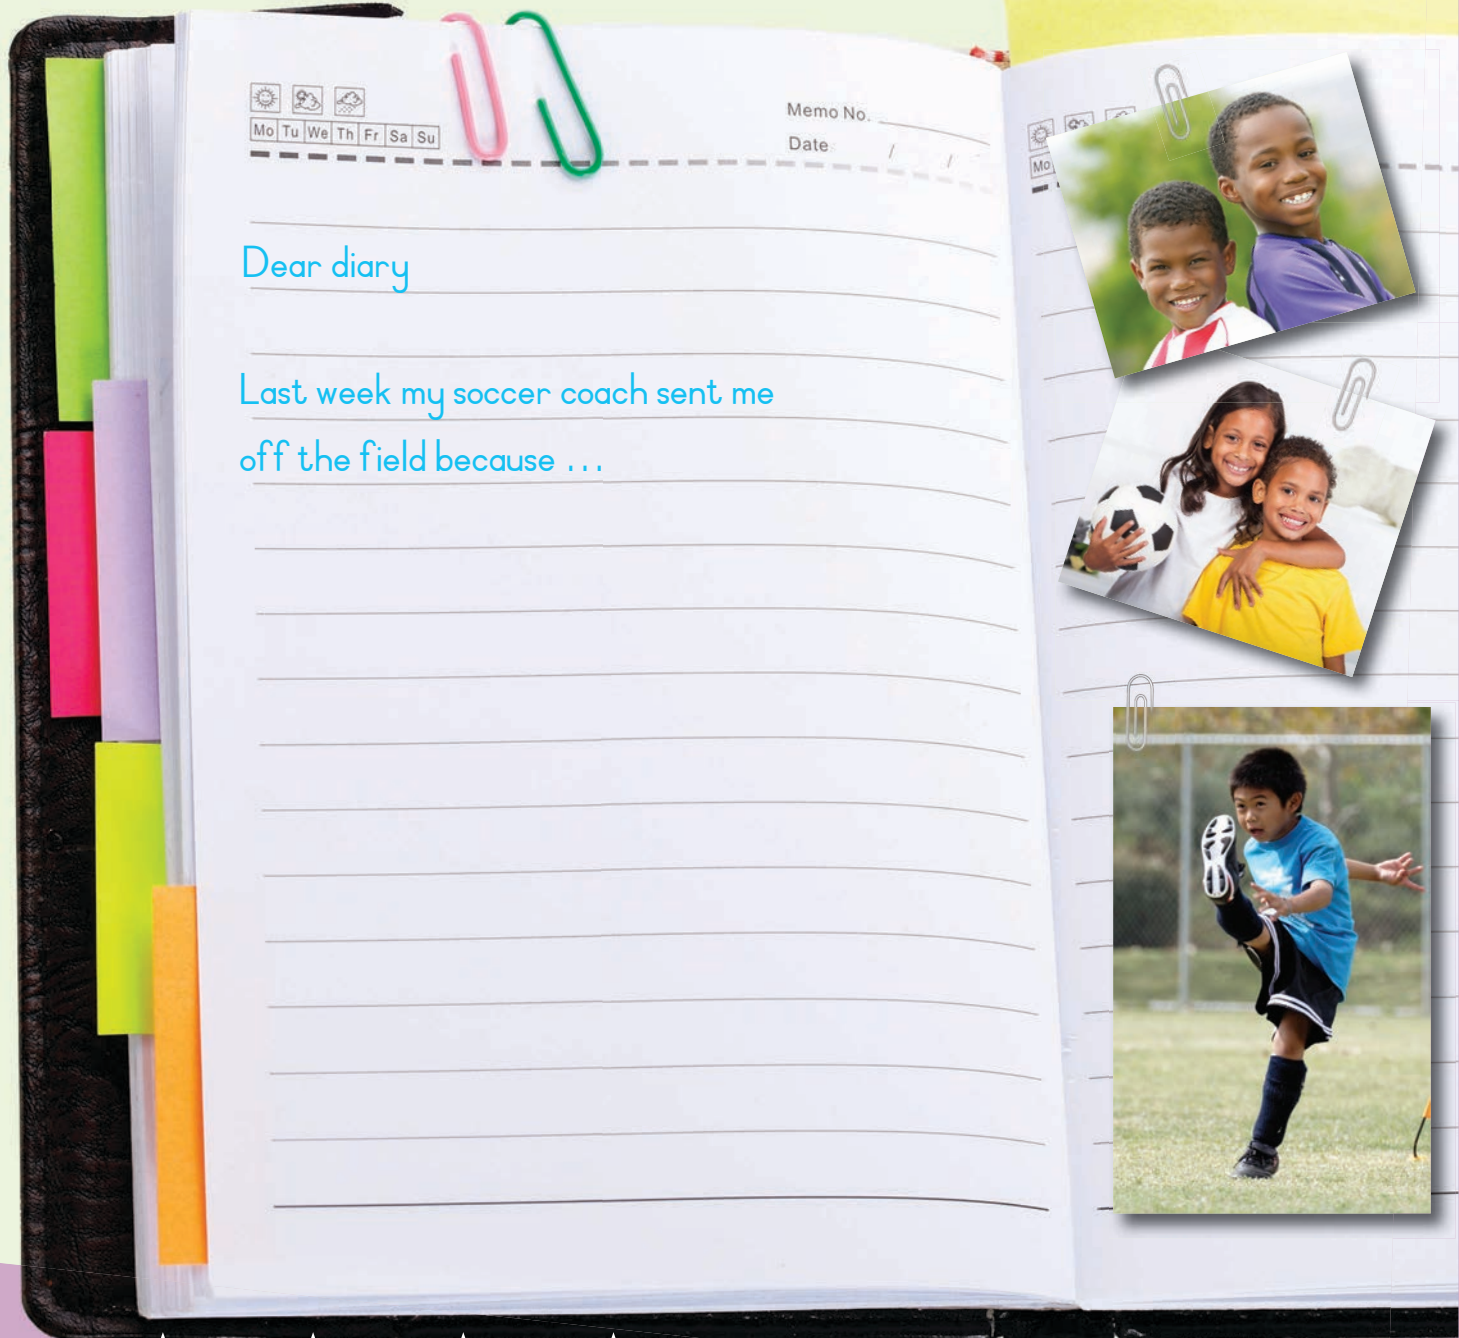 Mo Tu We Th Fr Sa Su
Memo No.
Date / /
Dear diary
Last week my soccer coach sent me
off the field because ...
Mo